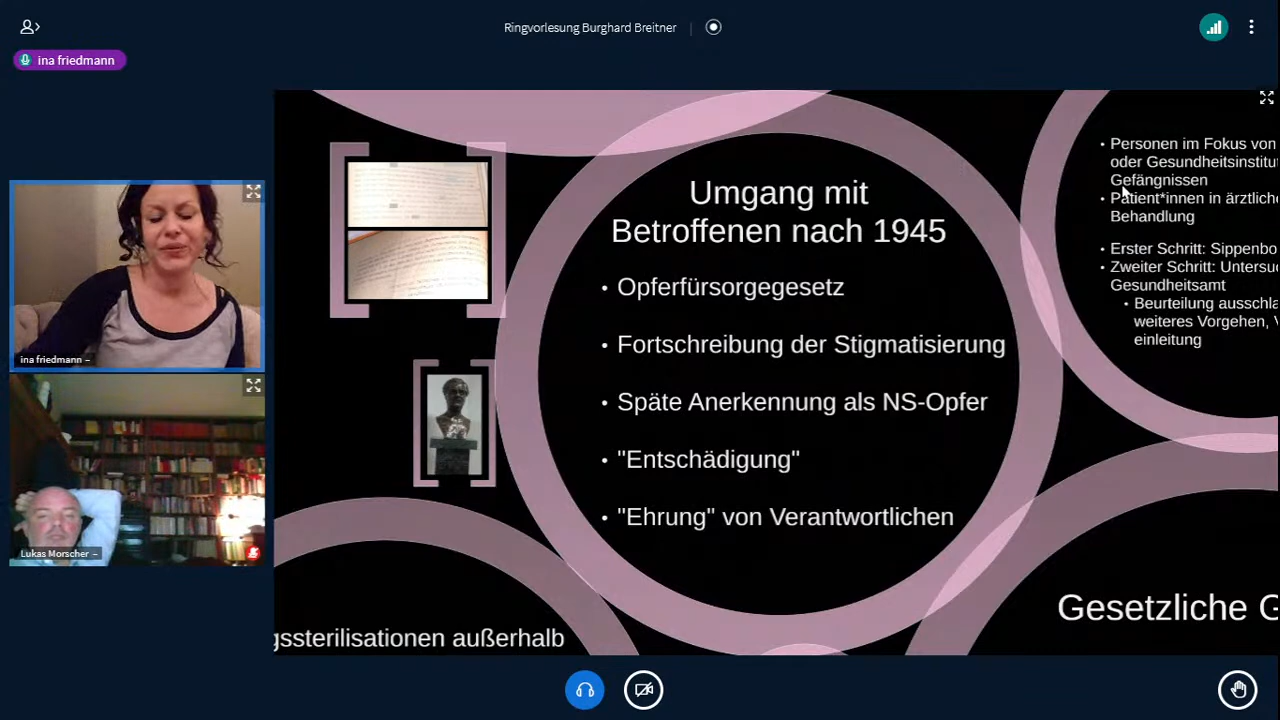 Ringvorlesung Burghard Breitner
ina friedmann
ina friedmann
Lukas Morscher
Umgang mit
Betroffenen nach 1945
• Opferfürsorgegesetz
• Fortschreibung der Stigmatisierung
• Späte Anerkennung als NS-Opfer
• "Entschädigung"
• "Ehrung" von Verantwortlichen
• Personen im Fokus von
oder Gesundheitsinstitu
Gefängnissen
• Patient*innen in ärztliche
Behandlung
• Erster Schritt: Sippenbo
• Zweiter Schritt: Untersuc
Gesundheitsamt
• Beurteilung ausschla
weiteres Vorgehen, V
einleitung
gssterilisationen außerhalb
Gesetzliche G